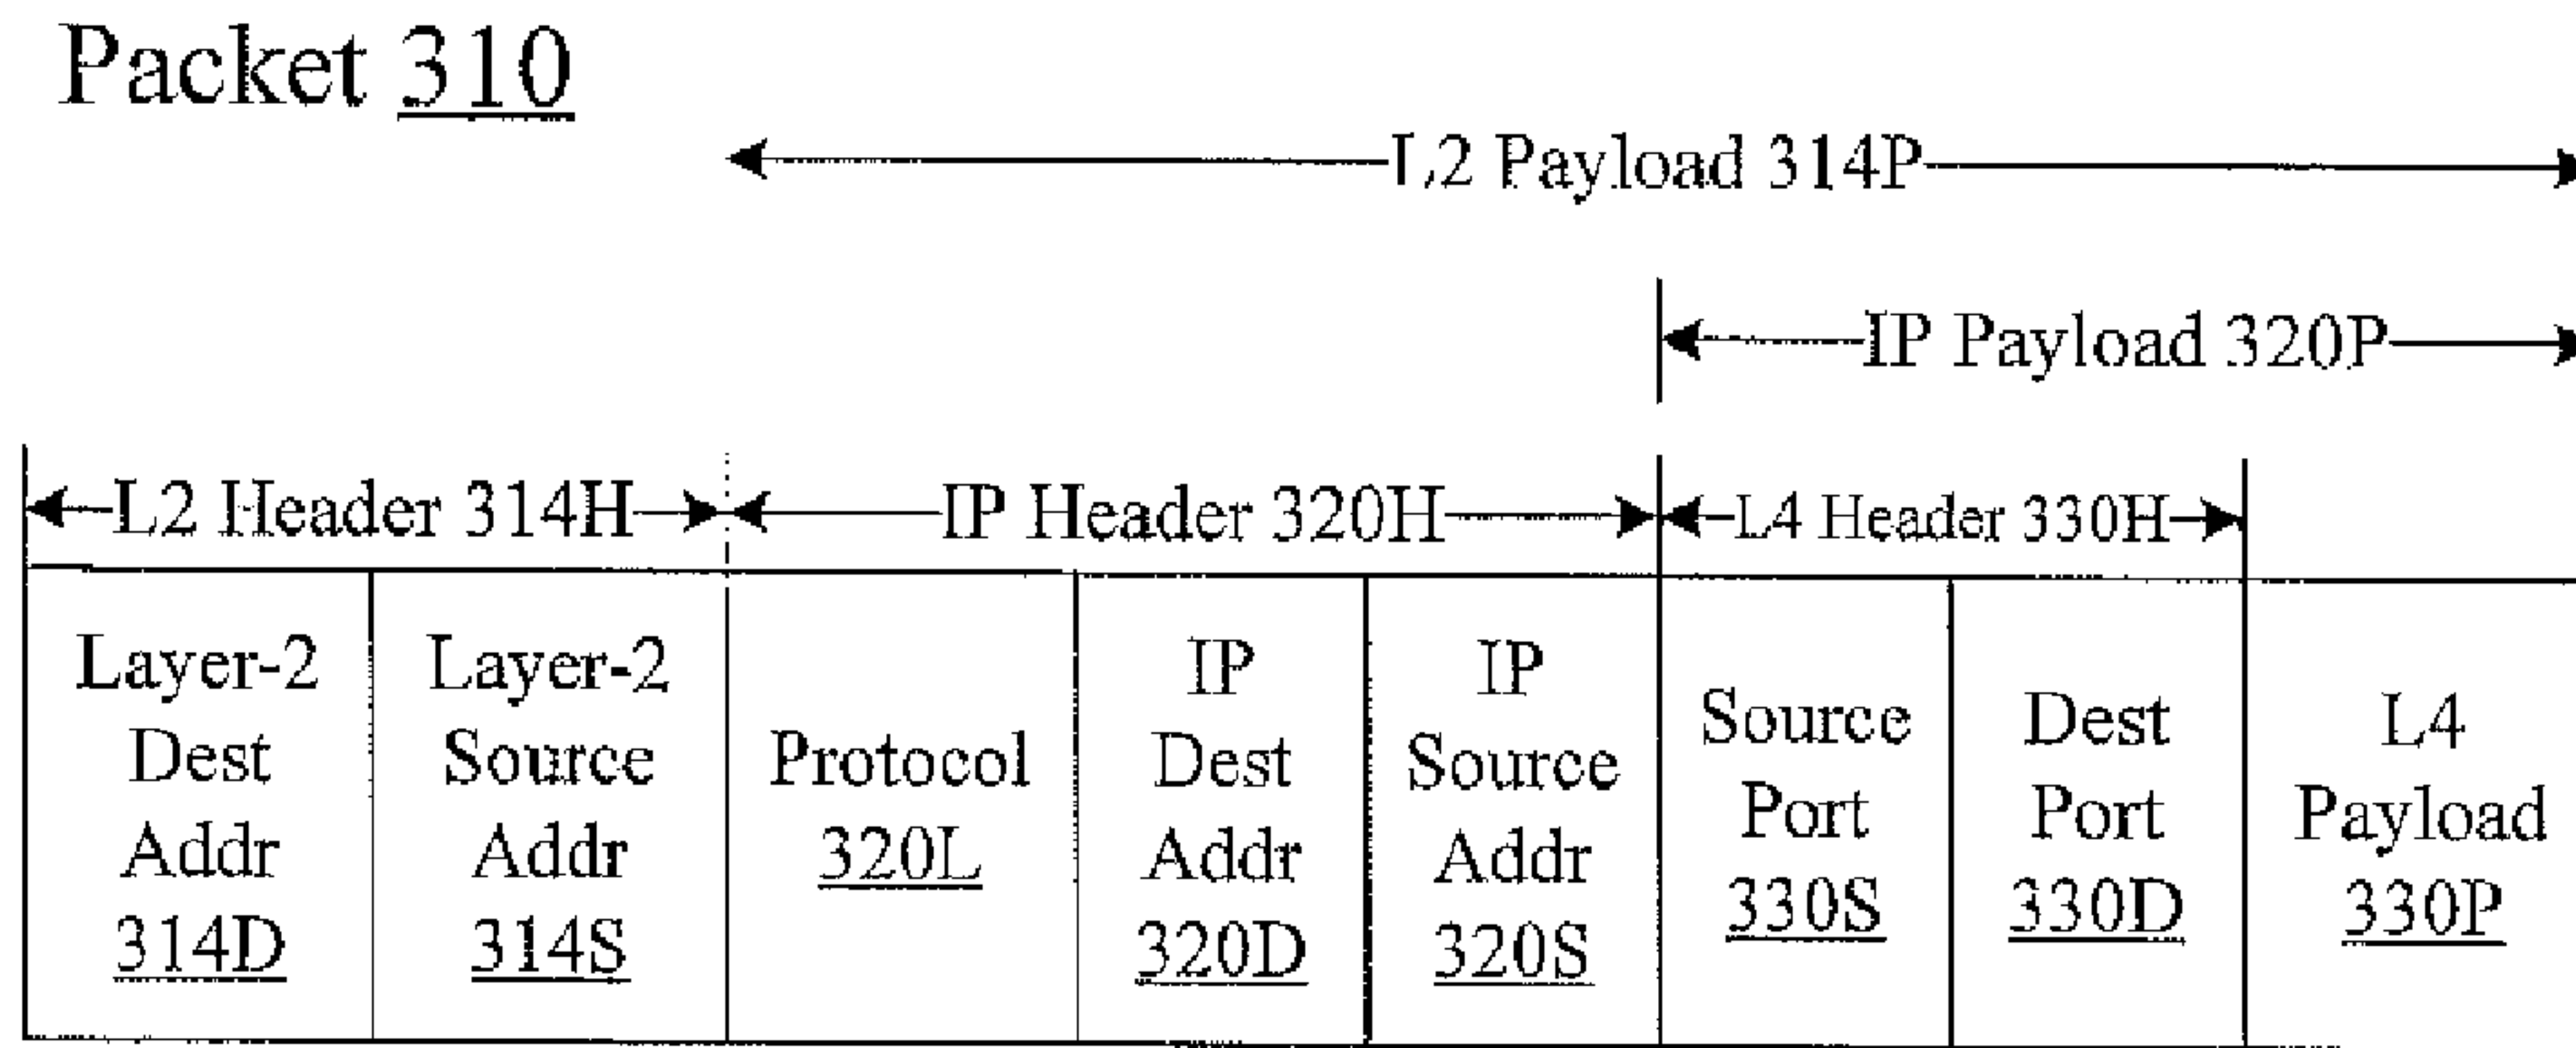 Packet 310
L2 Payload 314P
IP Payload 320P
L2 Header 314H
IP Header 320H
L4 Header 330H
Layer-2
Dest
Addr
314D
Layer-2
Source
Addr
314S
Protocol
320L
IP
Dest
Addr
320D
IP
Source
Addr
320S
Source
Port
330S
Dest
Port
330D
L4
Payload
330P